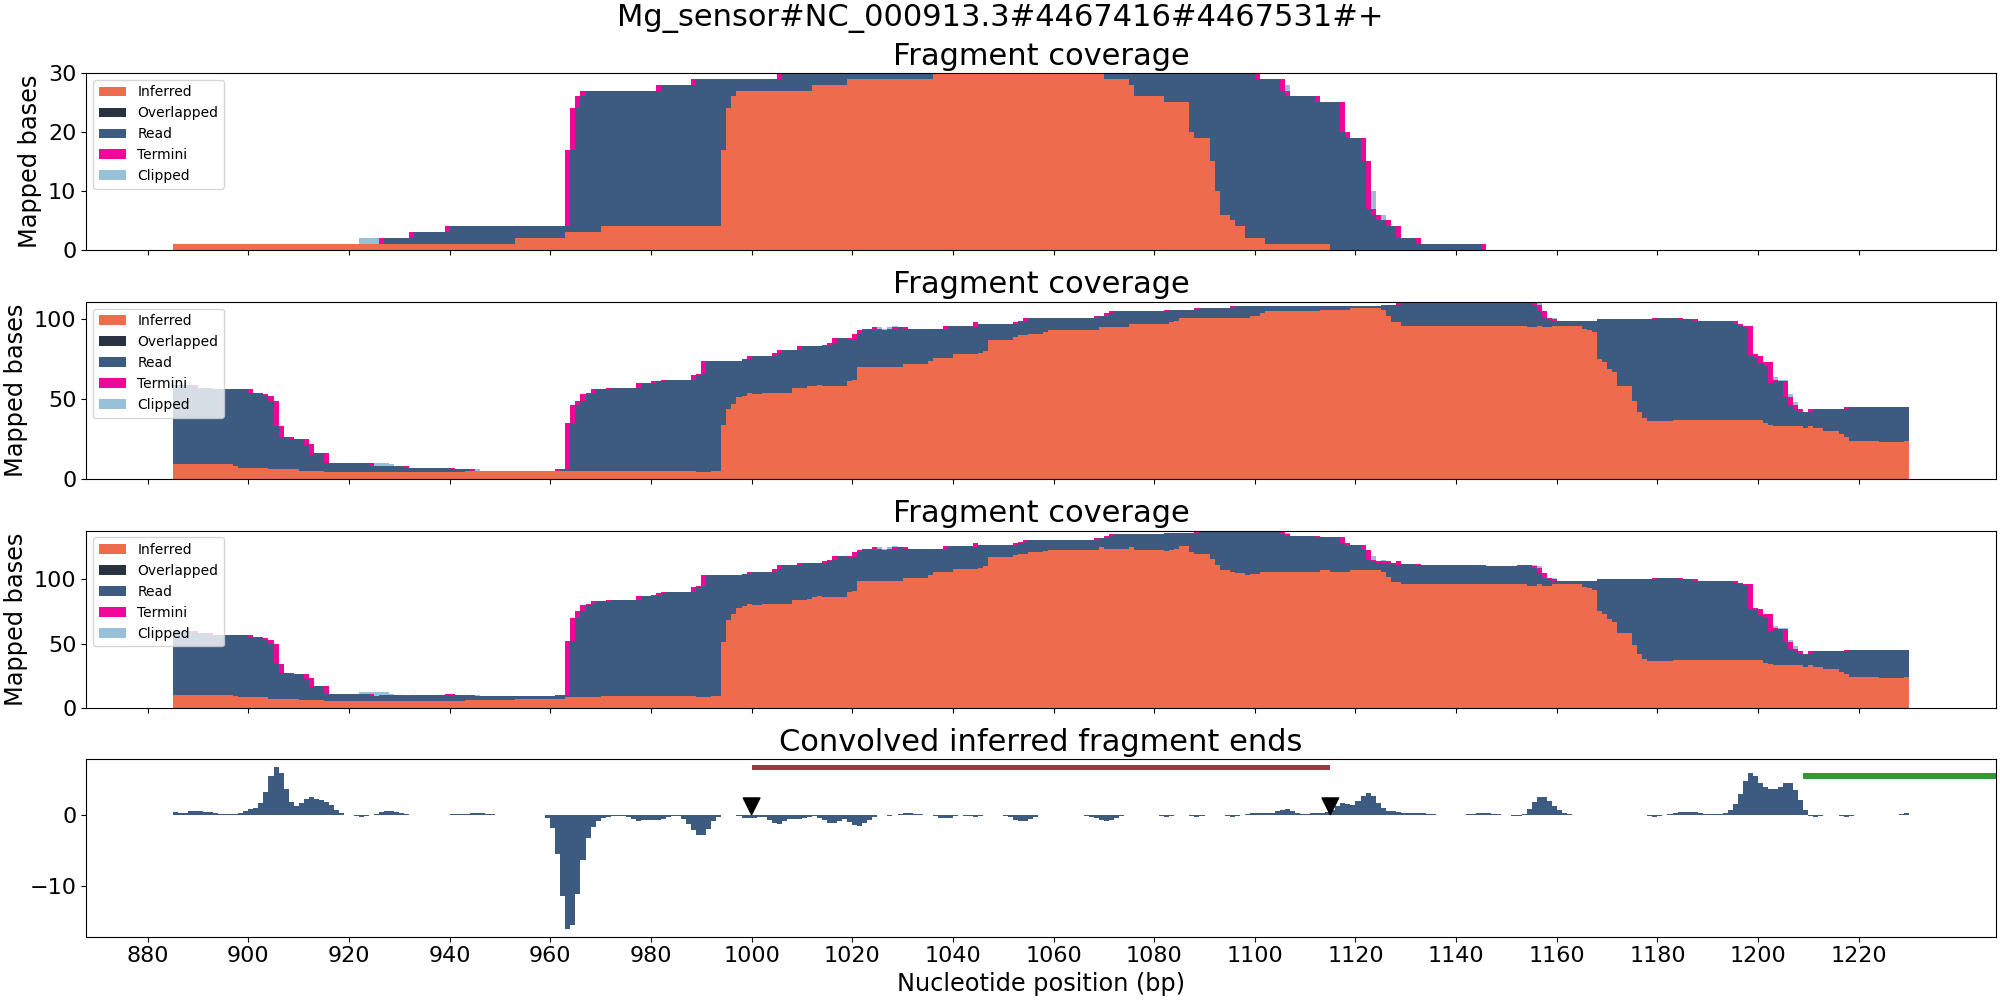 Mg_sensor#NC_000913.3#4467416#4467531#+
Fragment coverage
Mapped bases
30
20
10
0
Inferred
Overlapped
Read
Termini
Clipped
Fragment coverage
Mapped bases
100
50
0
Inferred
Overlapped
Read
Termini
Clipped
Fragment coverage
Mapped bases
100
50
0
Inferred
Overlapped
Read
Termini
Clipped
Convolved inferred fragment ends
0
−10
880 900 920 940 960 980 1000 1020 1040 1060 1080 1100 1120 1140 1160 1180 1200 1220
Nucleotide position (bp)